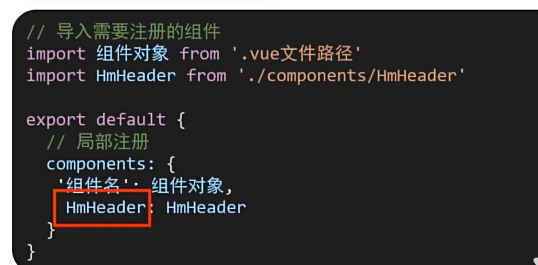 // 导入需要注册的组件
import 组件对象 from '.vue文件路径'
import HmHeader from './components/HmHeader'
export default {
// 局部注册
components: {
'组件名': 组件对象,
HmHeader: HmHeader
}
}